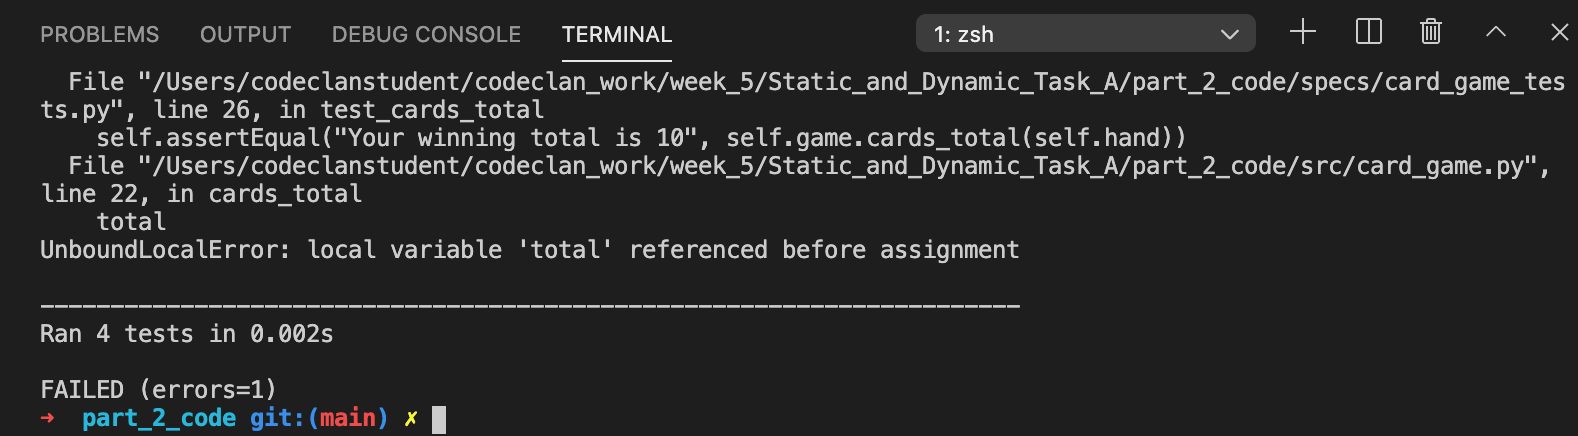 PROBLEMS OUTPUT DEBUG CONSOLE TERMINAL 1: zsh
  File "/Users/codeclanstudent/codeclan_work/week_5/Static_and_Dynamic_Task_A/part_2_code/specs/card_game_tes
ts.py", line 26, in test_cards_total
    self.assertEqual("Your winning total is 10", self.game.cards_total(self.hand))
  File "/Users/codeclanstudent/codeclan_work/week_5/Static_and_Dynamic_Task_A/part_2_code/src/card_game.py",
line 22, in cards_total
    total
UnboundLocalError: local variable 'total' referenced before assignment
----------------------------------------------------------------------
Ran 4 tests in 0.002s
FAILED (errors=1)
➜  part_2_code git:(main) ✗